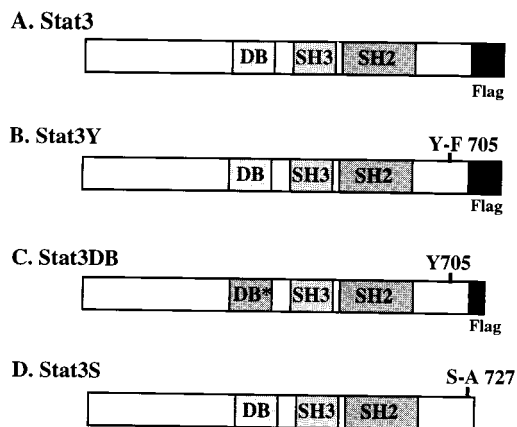 A. Stat3
DB SH3 SH2
Flag
B. Stat3Y
Y-F 705
DB SH3 SH2
Flag
C. Stat3DB
Y705
DB* SH3 SH2
Flag
D. Stat3S
S-A 727
DB SH3 SH2